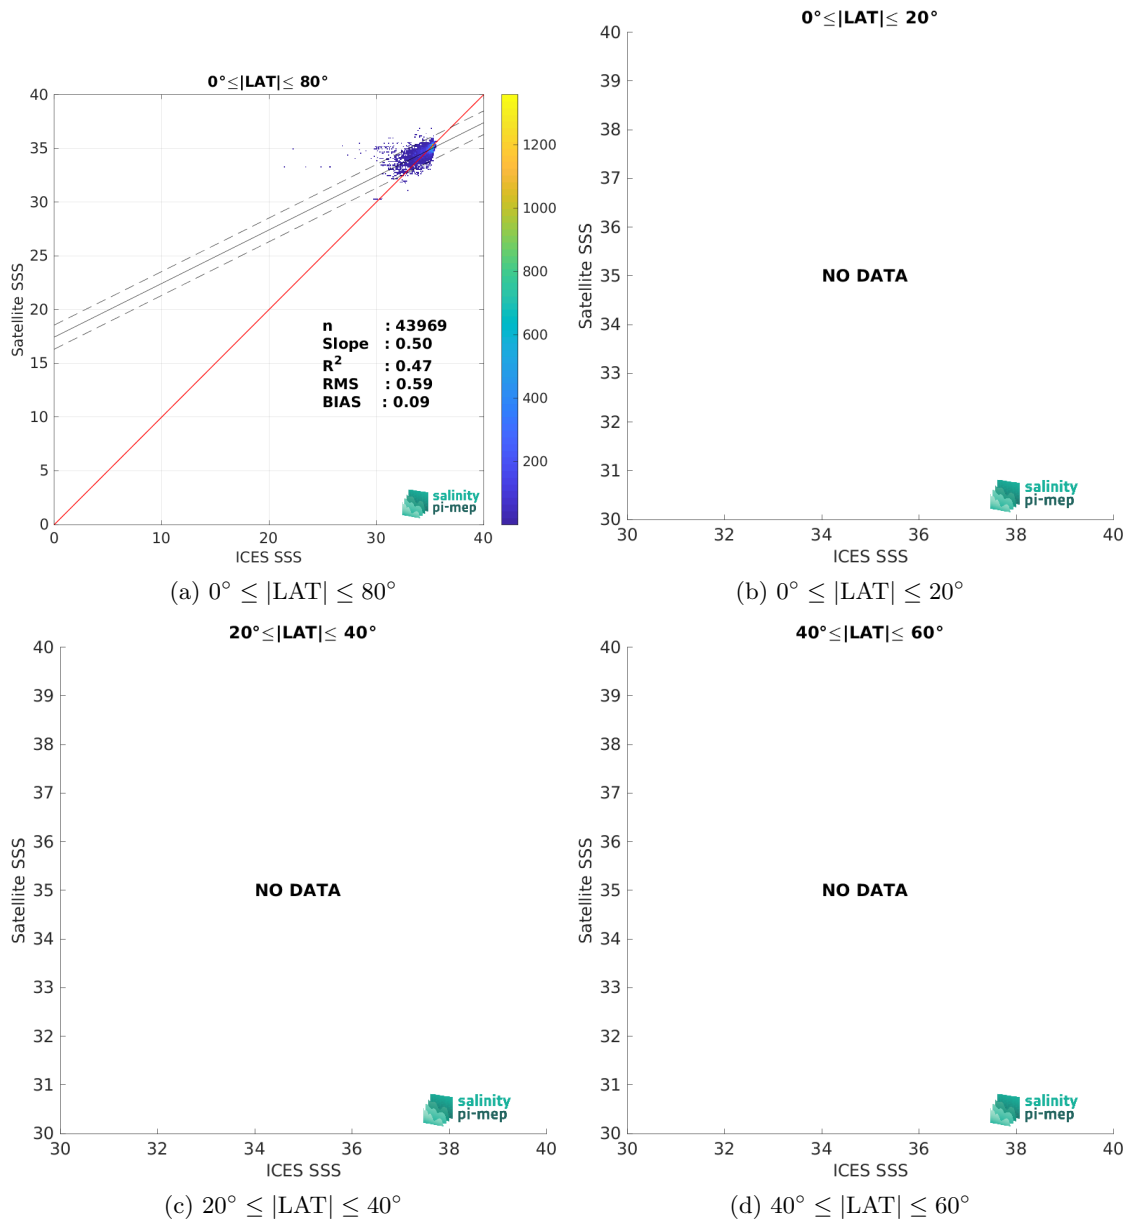 0°≤|LAT|≤ 80°
40
35
30
25
20
15
10
5
0
0
10
20
30
40
Satellite SSS
ICES SSS
n : 43969
Slope : 0.50
R² : 0.47
RMS : 0.59
BIAS : 0.09
1200
1000
800
600
400
200
salinity
pi-mep
(a) 0° ≤ |LAT| ≤ 80°
0°≤|LAT|≤ 20°
40
39
38
37
36
35
34
33
32
31
30
30
32
34
36
38
40
Satellite SSS
ICES SSS
NO DATA
salinity
pi-mep
(b) 0° ≤ |LAT| ≤ 20°
20°≤|LAT|≤ 40°
40
39
38
37
36
35
34
33
32
31
30
30
32
34
36
38
40
Satellite SSS
ICES SSS
NO DATA
salinity
pi-mep
(c) 20° ≤ |LAT| ≤ 40°
40°≤|LAT|≤ 60°
40
39
38
37
36
35
34
33
32
31
30
30
32
34
36
38
40
Satellite SSS
ICES SSS
NO DATA
salinity
pi-mep
(d) 40° ≤ |LAT| ≤ 60°